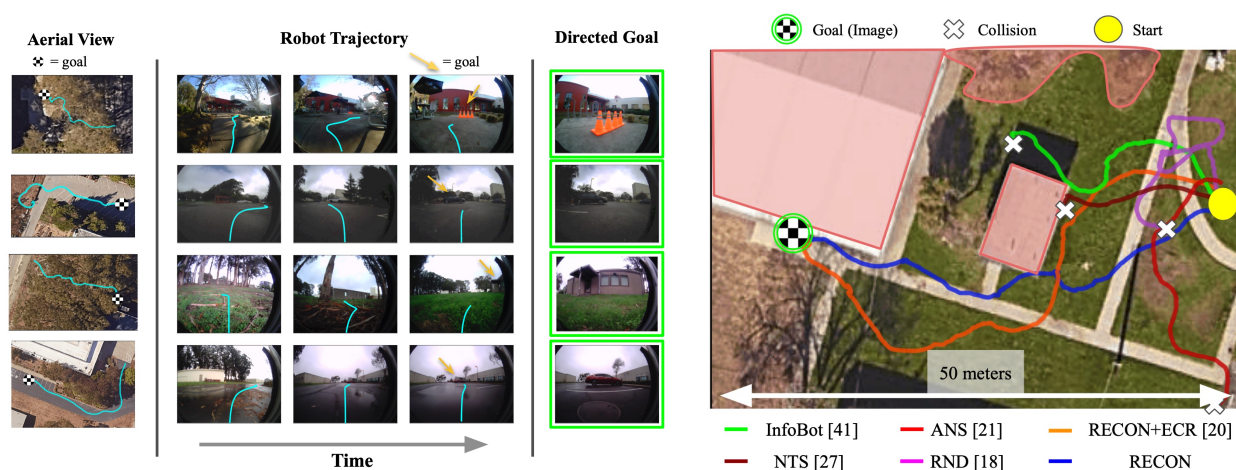 Aerial View
= goal
Robot Trajectory
= goal
Directed Goal
Time
Goal (Image)
Collision
Start
50 meters
InfoBot [41]
ANS [21]
RECON+ECR [20]
NTS [27]
RND [18]
RECON